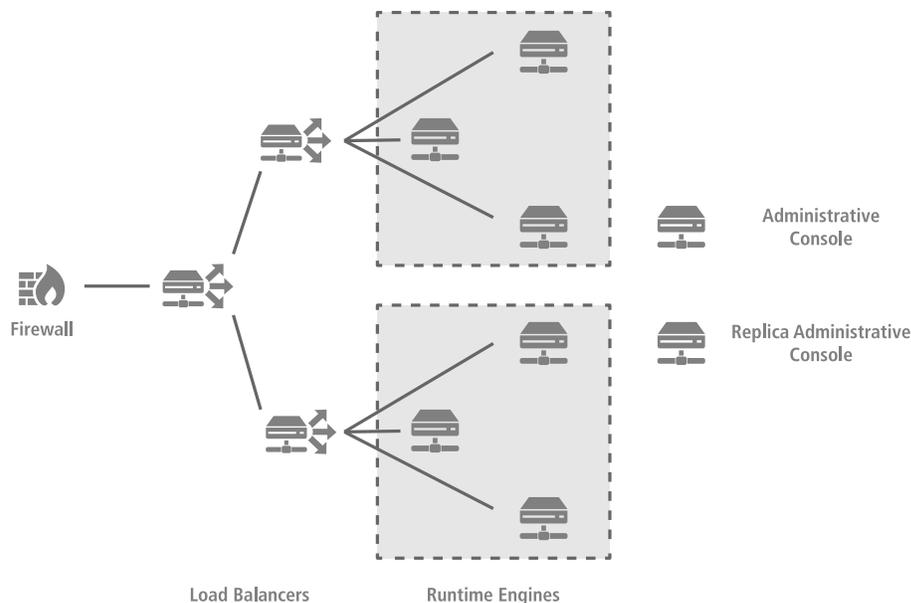 Administrative
Console
Firewall
Replica Administrative
Console
Load Balancers
Runtime Engines